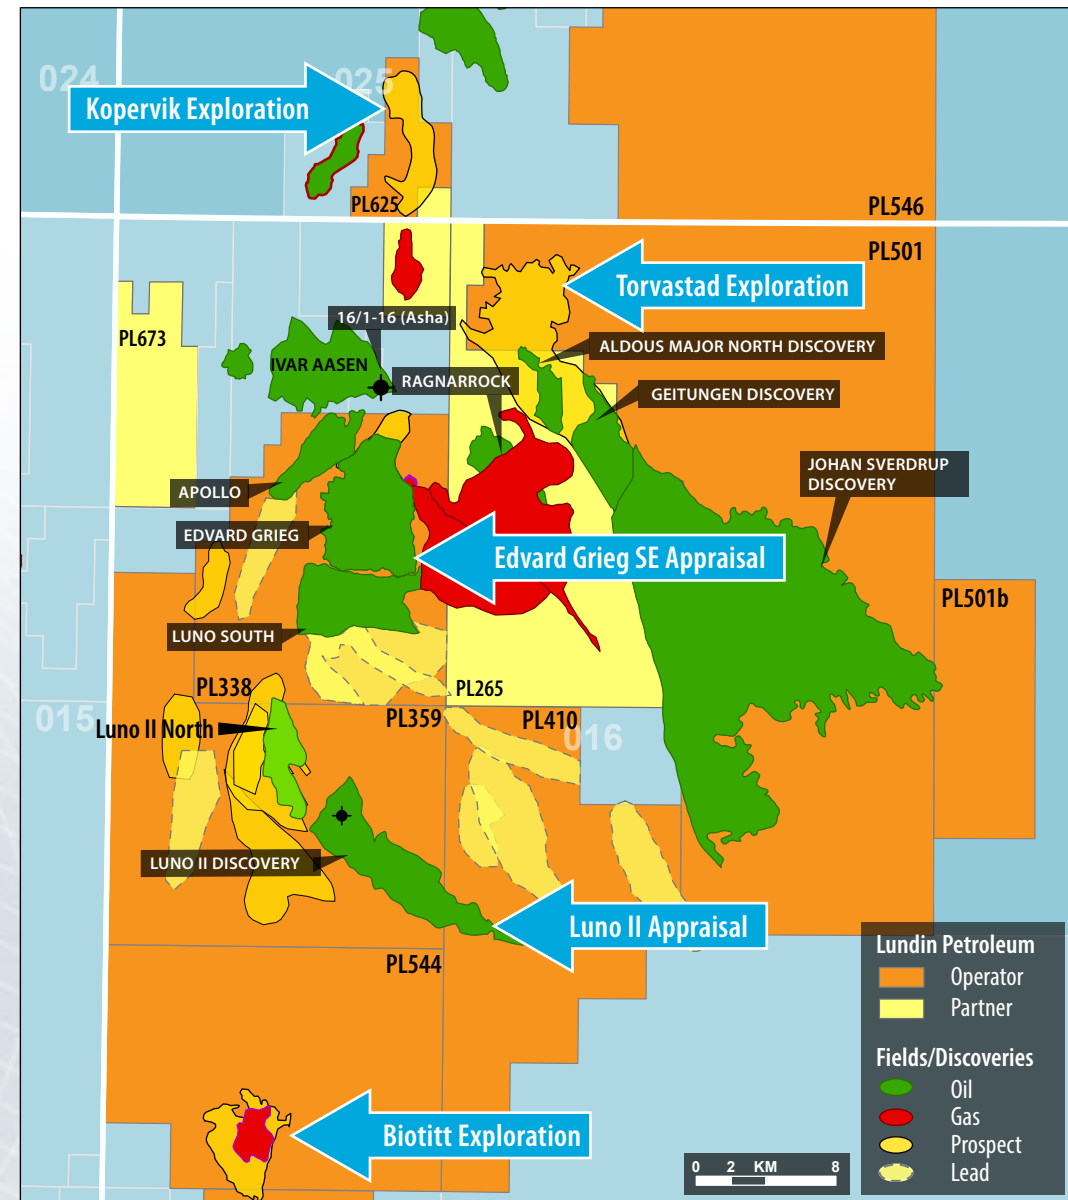 024
025
Kopervik Exploration
PL625
PL546
PL501
Torvastad Exploration
16/1-16 (Asha)
PL673
ALDOUS MAJOR NORTH DISCOVERY
IVAR AASEN
RAGNARROCK
GEITUNGEN DISCOVERY
JOHAN SVERDRUP
DISCOVERY
APOLLO
EDVARD GRIEG
Edvard Grieg SE Appraisal
PL501b
LUNO SOUTH
PL338
PL265
015
Luno II North
PL359
PL410
016
LUNO II DISCOVERY
Luno II Appraisal
PL544
Biotitt Exploration
Lundin Petroleum
Operator
Partner
Fields/Discoveries
Oil
Gas
Prospect
Lead
0 2 KM 8